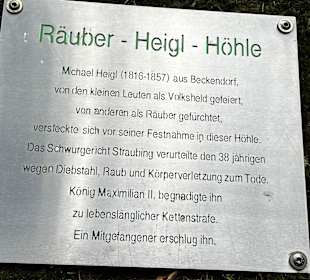 Räuber - Heigl - Höhle
Michael Heigl (1816-1857) aus Beckendorf,
von den kleinen Leuten als Volksheld gefeiert,
von anderen als Räuber gefürchtet,
versteckte sich vor seiner Festnahme in dieser Höhle.
Das Schwurgericht Straubing verurteilte den 38 jährigen
wegen Diebstahl, Raub und Körperverletzung zum Tode.
König Maximilian II. begnadigte ihn
zu lebenslänglicher Kettenstrafe.
Ein Mitgefangener erschlug ihn.